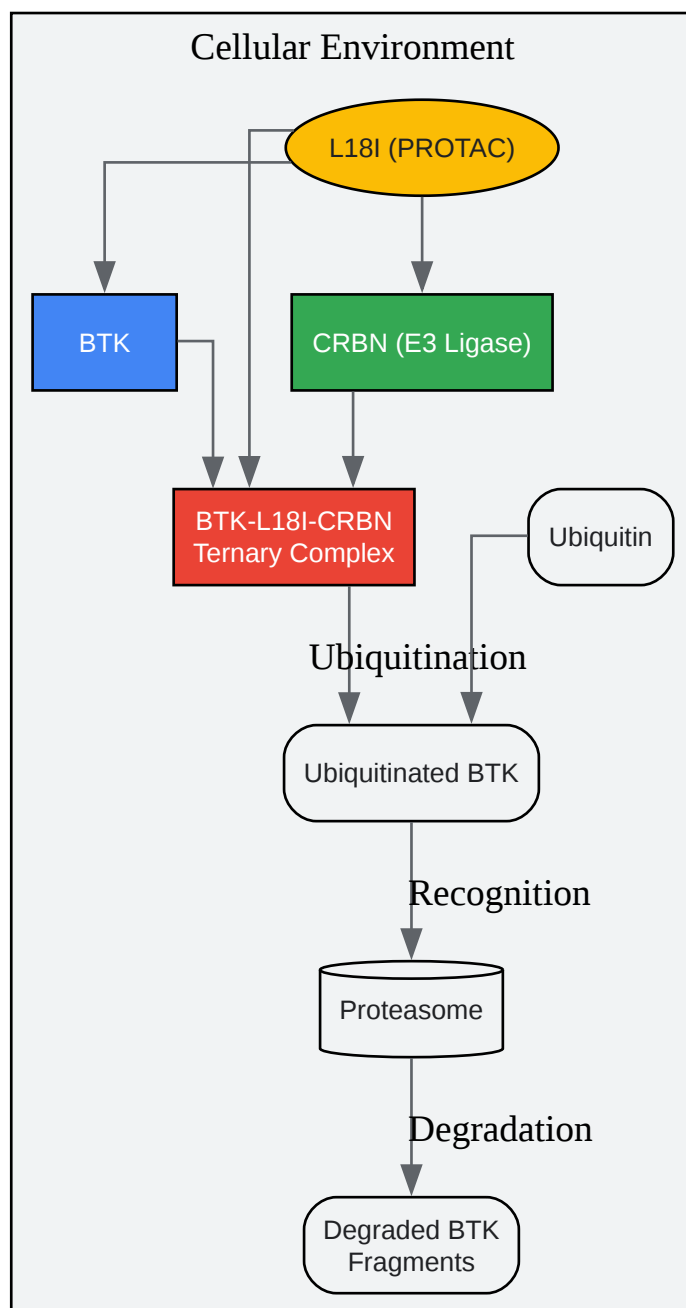 Cellular Environment
L18I (PROTAC)
BTK
CRBN (E3 Ligase)
BTK-L18I-CRBN
Ternary Complex
Ubiquitin
Ubiquitination
Ubiquitinated BTK
Recognition
Proteasome
Degradation
Degraded BTK
Fragments